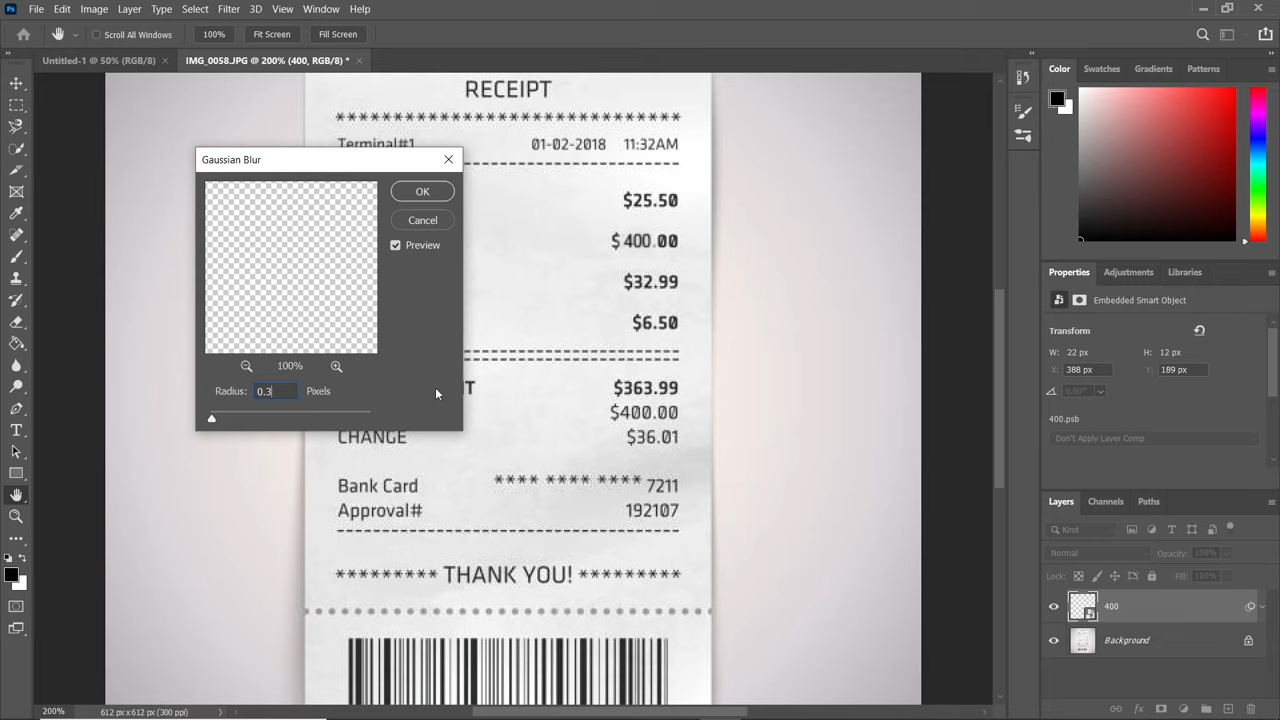 Ps File Edit Image Layer Type Select Filter 3D View Window Help
Scroll All Windows 100% Fit Screen Fill Screen
Untitled-1 @ 50% (RGB/8) × IMG_0058.JPG @ 200% (400, RGB/8) * ×
RECEIPT
****************************
Terminal#1 01-02-2018 11:32AM
Gaussian Blur
OK
Cancel
Preview
100%
Radius: 0.3 Pixels
$25.50
$400.00
$32.99
$6.50
T $363.99
$400.00
CHANGE $36.01
Bank Card **** **** **** 7211
Approval# 192107
********* THANK YOU! *********
Color Swatches Gradients Patterns
Properties Adjustments Libraries
Embedded Smart Object
Transform
W: 22 px H: 12 px
X: 388 px Y: 189 px
0.00°
400.psb
Don't Apply Layer Comp
Layers Channels Paths
Kind
Normal Opacity: 100%
Lock: Fill: 100%
400
Background
200% 612 px x 612 px (300 ppi)